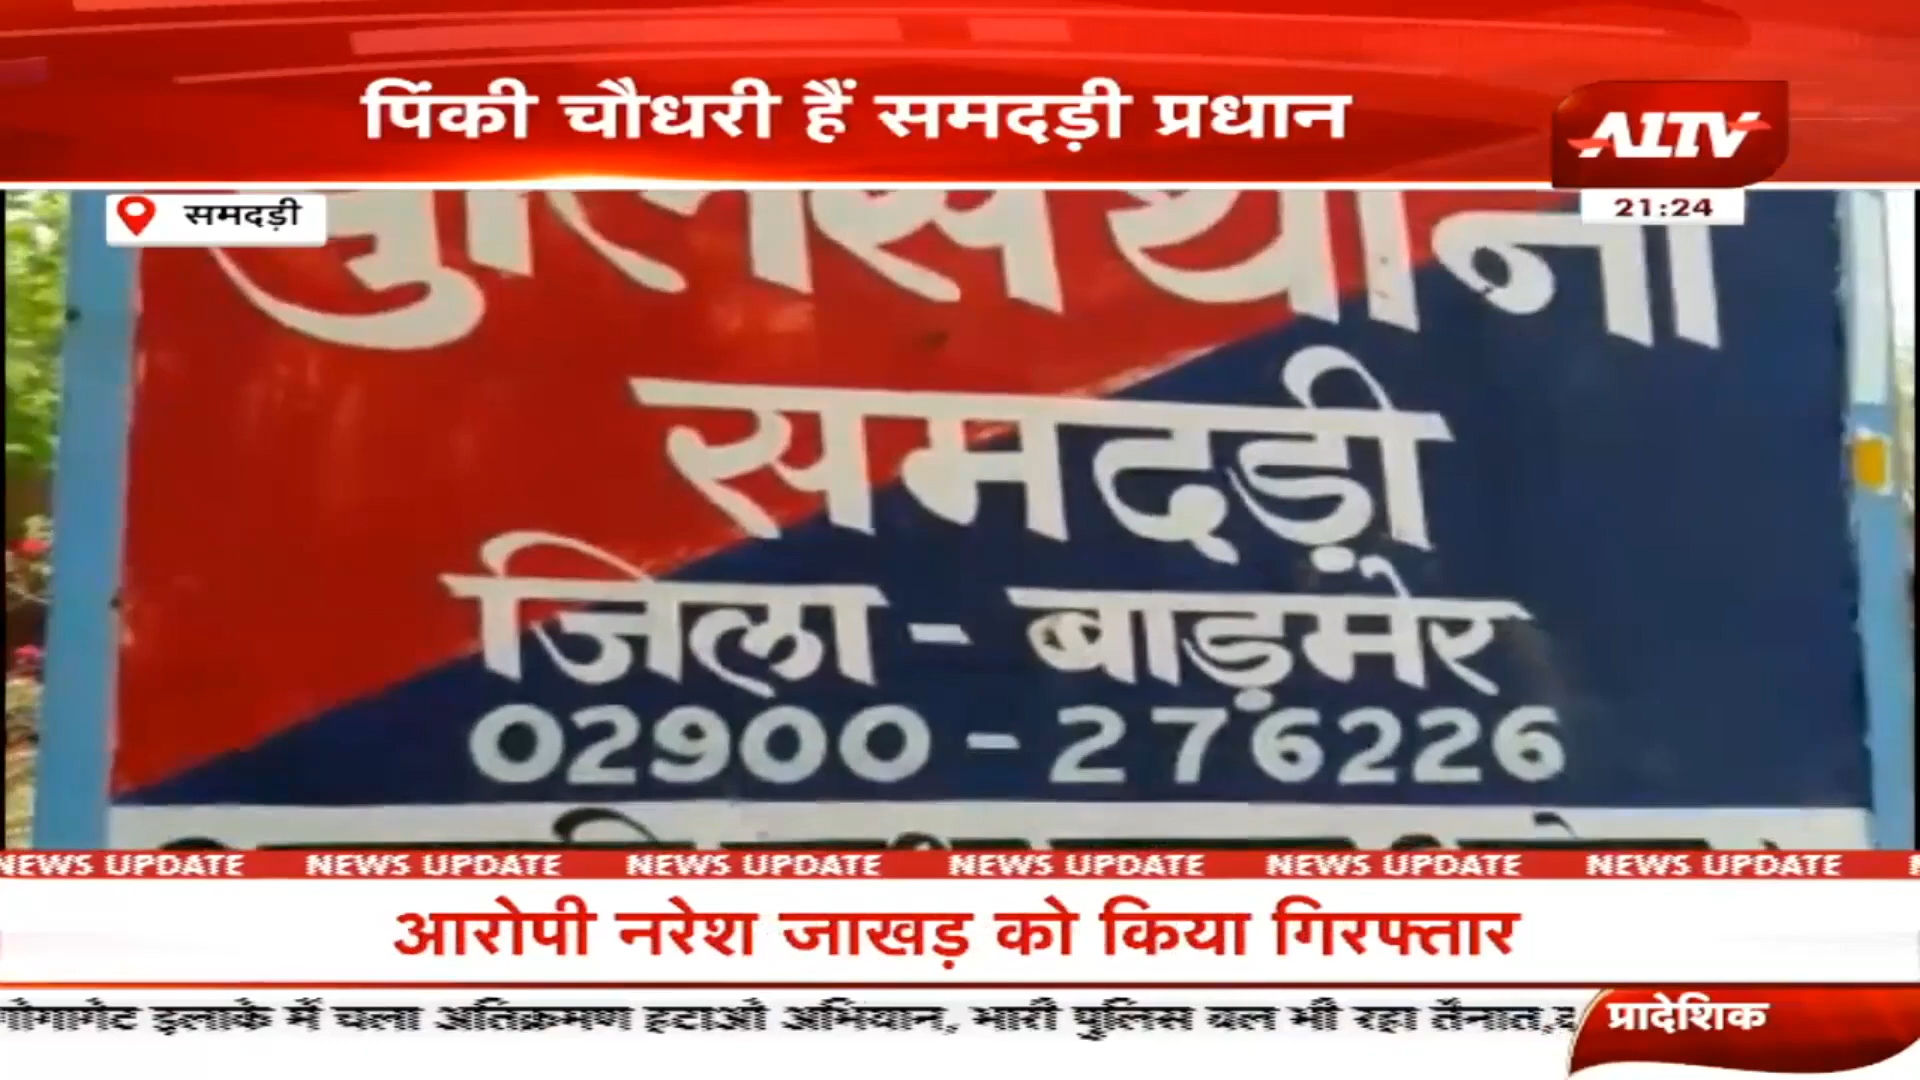 पिंकी चौधरी हैं समदड़ी प्रधान
A1TV
21:24
समदड़ी
पुलिस थाना
समदड़ी
जिला - बाड़मेर
02900 - 276226
NEWS UPDATE NEWS UPDATE NEWS UPDATE NEWS UPDATE NEWS UPDATE NEWS UPDATE
आरोपी नरेश जाखड़ को किया गिरफ्तार
इलाके में चला अतिक्रमण हटाओ अभियान, भारी पुलिस बल भी रहा तैनात,
प्रादेशिक